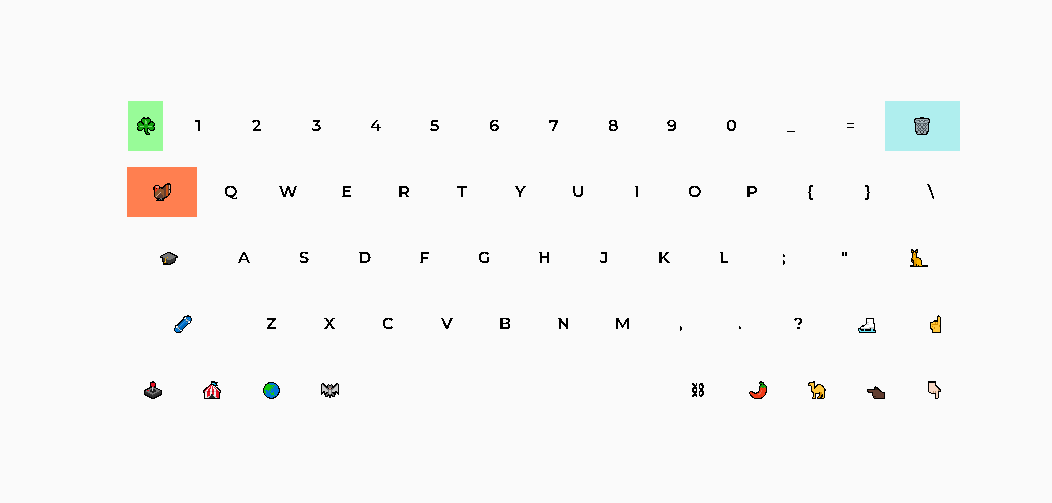 1 2 3 4 5 6 7 8 9 0 _ =
Q W E R T Y U I O P { } \
A S D F G H J K L ; "
Z X C V B N M , . ?